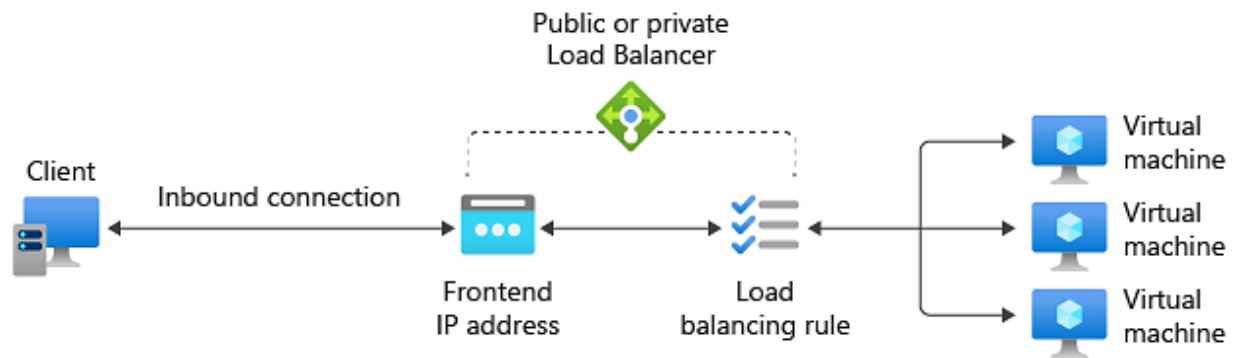 Public or private
Load Balancer
Client
Inbound connection
Frontend
IP address
Load
balancing rule
Virtual
machine
Virtual
machine
Virtual
machine